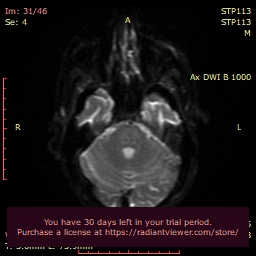 Im: 31/46
Se: 4
A
STP113
STP113
M
Ax DWI B 1000
R
L
You have 30 days left in your trial period.
Purchase a license at https://radiantviewer.com/store/